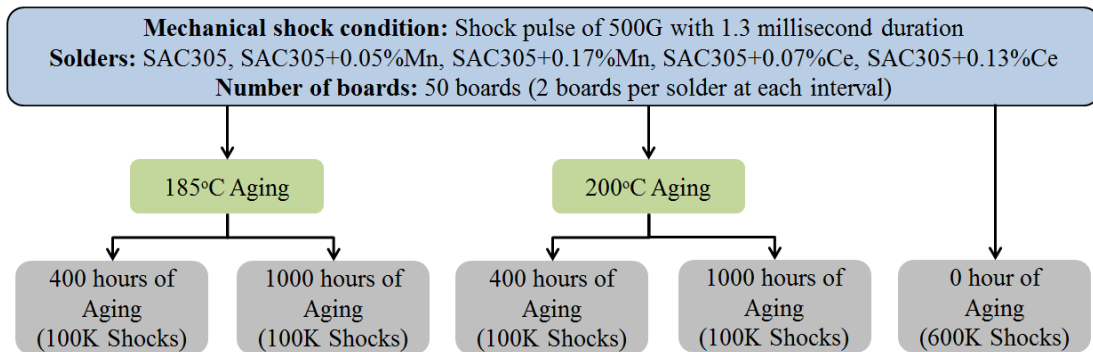 Mechanical shock condition: Shock pulse of 500G with 1.3 millisecond duration
Solders: SAC305, SAC305+0.05%Mn, SAC305+0.17%Mn, SAC305+0.07%Ce, SAC305+0.13%Ce
Number of boards: 50 boards (2 boards per solder at each interval)
185°C Aging
200°C Aging
400 hours of
Aging
(100K Shocks)
1000 hours of
Aging
(100K Shocks)
400 hours of
Aging
(100K Shocks)
1000 hours of
Aging
(100K Shocks)
0 hour of
Aging
(600K Shocks)